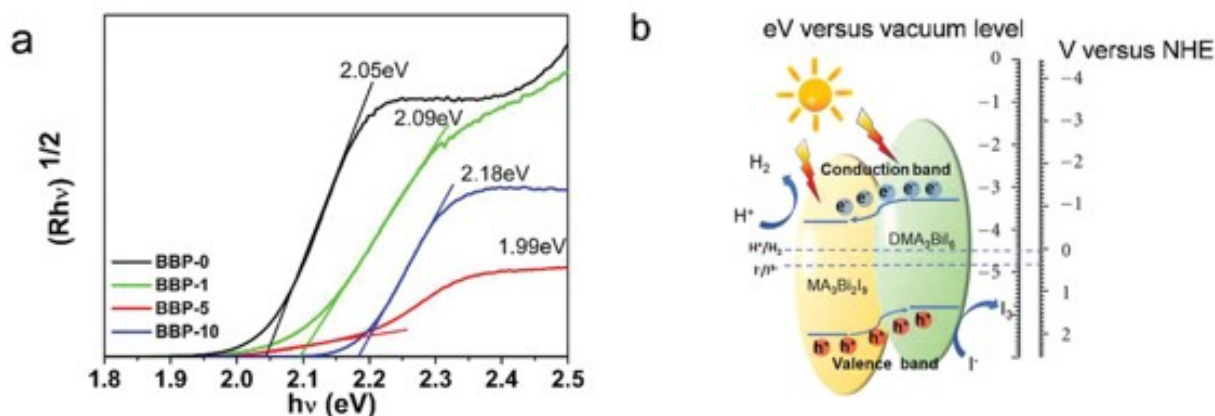 a
(Rhν) 1/2
2.05eV
2.09eV
2.18eV
1.99eV
BBP-0
BBP-1
BBP-5
BBP-10
1.8 1.9 2.0 2.1 2.2 2.3 2.4 2.5
hν (eV)
b
eV versus vacuum level
V versus NHE
0
-1
-2
-3
-4
-5
−4
−3
−2
−1
0
1
2
H₂
H⁺
Conduction band
e⁻ e⁻ e⁻ e⁻ e⁻
DMA₃BiI₆
H⁺/H₂
MA₃Bi₂I₉
I₃
h⁺ h⁺ h⁺ h⁺ h⁺
Valence band
I⁻